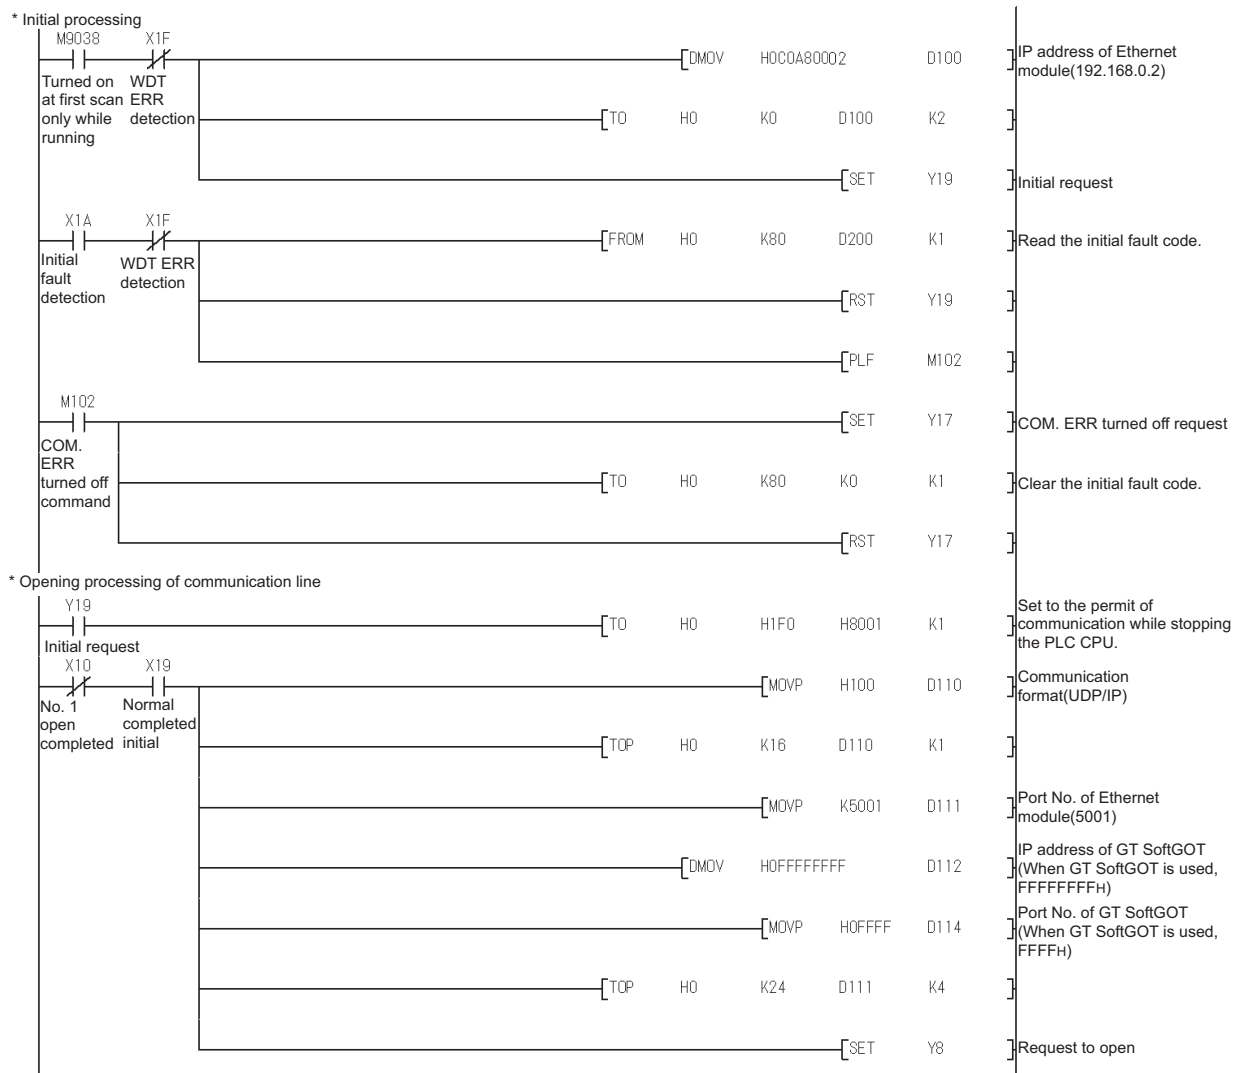 * Initial processing
M9038 X1F
DMOV H0C0A80002 D100
IP address of Ethernet
module(192.168.0.2)
Turned on
at first scan
only while
running
WDT
ERR
detection
TO H0 K0 D100 K2
SET Y19
Initial request
X1A X1F
FROM H0 K80 D200 K1
Read the initial fault code.
Initial
fault
detection
WDT ERR
detection
RST Y19
PLF M102
M102
SET Y17
COM. ERR turned off request
COM.
ERR
turned off
command
TO H0 K80 K0 K1
Clear the initial fault code.
RST Y17
* Opening processing of communication line
Y19
TO H0 H1F0 H8001 K1
Set to the permit of
communication while stopping
the PLC CPU.
Initial request
X10 X19
MOVP H100 D110
Communication
format(UDP/IP)
No. 1
open
completed
Normal
completed
initial
TOP H0 K16 D110 K1
MOVP K5001 D111
Port No. of Ethernet
module(5001)
DMOV H0FFFFFFFF D112
IP address of GT SoftGOT
(When GT SoftGOT is used,
FFFFFFFFH)
MOVP H0FFFF D114
Port No. of GT SoftGOT
(When GT SoftGOT is used,
FFFFH)
TOP H0 K24 D111 K4
SET Y8
Request to open